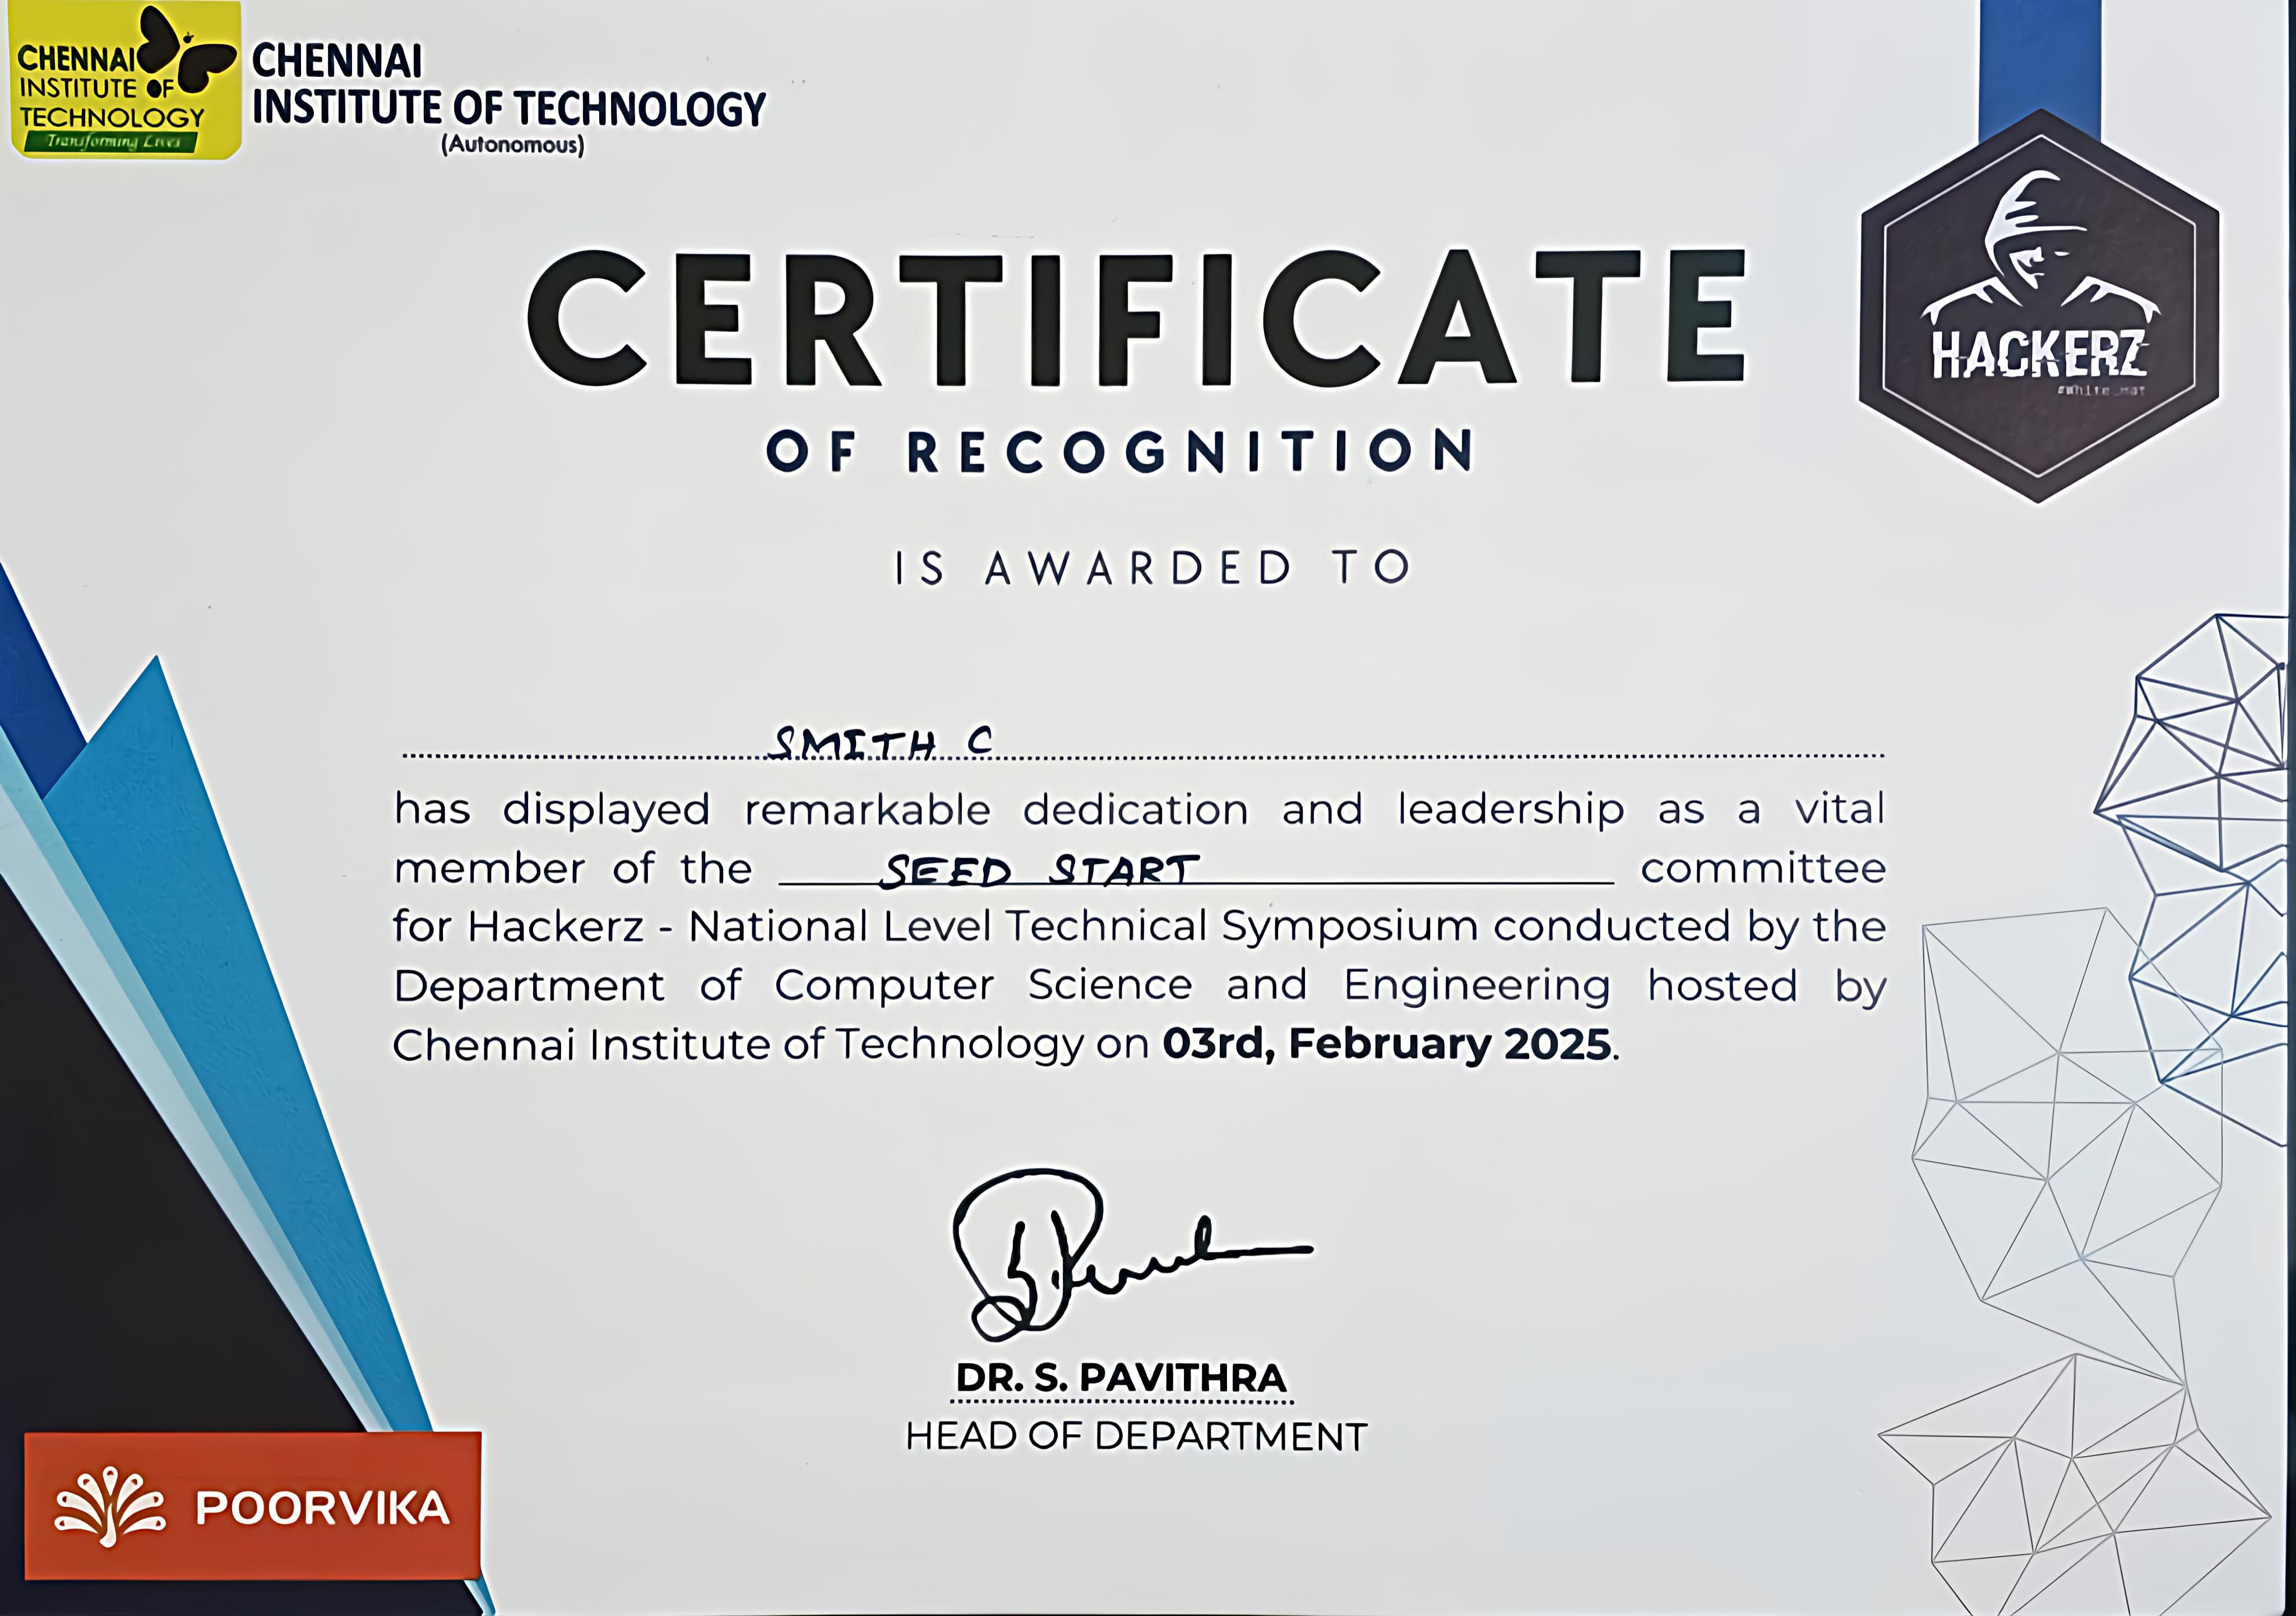 CHENNAI
INSTITUTE OF
TECHNOLOGY
Transforming Lives
CHENNAI
INSTITUTE OF TECHNOLOGY
(Autonomous)
HACKERZ
#White_Hat
CERTIFICATE
OF RECOGNITION
IS AWARDED TO
SMITH C
has displayed remarkable dedication and leadership as a vital
member of the SEED START committee
for Hackerz - National Level Technical Symposium conducted by the
Department of Computer Science and Engineering hosted by
Chennai Institute of Technology on 03rd, February 2025.
DR. S. PAVITHRA
HEAD OF DEPARTMENT
POORVIKA